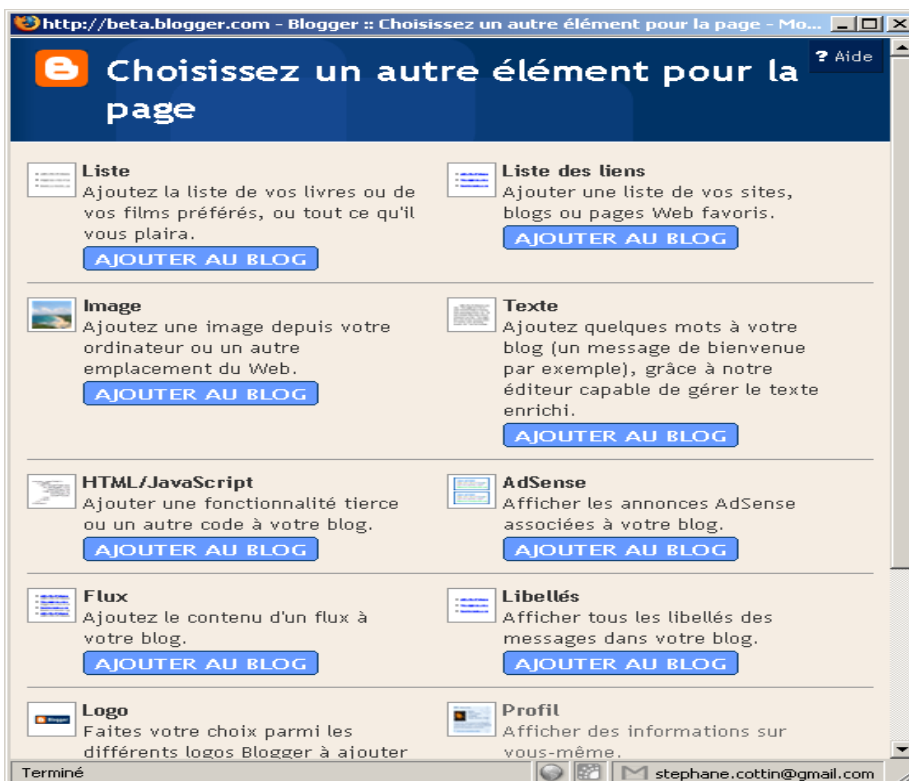 http://beta.blogger.com - Blogger :: Choisissez un autre élément pour la page - Mo...
? Aide
Choisissez un autre élément pour la
page
Liste
Ajoutez la liste de vos livres ou de
vos films préférés, ou tout ce qu'il
vous plaira.
AJOUTER AU BLOG
Liste des liens
Ajouter une liste de vos sites,
blogs ou pages Web favoris.
AJOUTER AU BLOG
Image
Ajoutez une image depuis votre
ordinateur ou un autre
emplacement du Web.
AJOUTER AU BLOG
Texte
Ajoutez quelques mots à votre
blog (un message de bienvenue
par exemple), grâce à notre
éditeur capable de gérer le texte
enrichi.
AJOUTER AU BLOG
HTML/JavaScript
Ajouter une fonctionnalité tierce
ou un autre code à votre blog.
AJOUTER AU BLOG
AdSense
Afficher les annonces AdSense
associées à votre blog.
AJOUTER AU BLOG
Flux
Ajoutez le contenu d'un flux à
votre blog.
AJOUTER AU BLOG
Libellés
Afficher tous les libellés des
messages dans votre blog.
AJOUTER AU BLOG
Blogger
Logo
Faites votre choix parmi les
différents logos Blogger à ajouter
Profil
Afficher des informations sur
vous-même.
Terminé
stephane.cottin@gmail.com